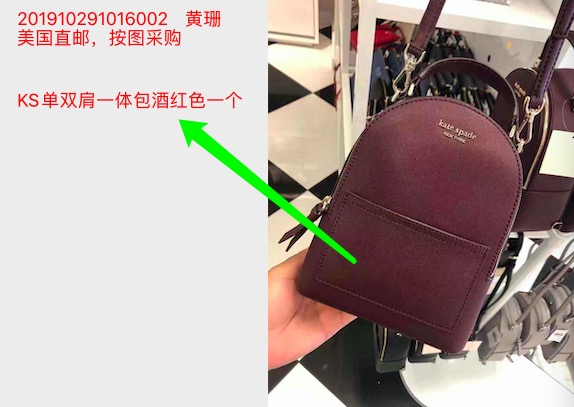 201910291016002 黄珊
美国直邮，按图采购
KS单双肩一体包酒红色一个
kate spade
NEW YORK